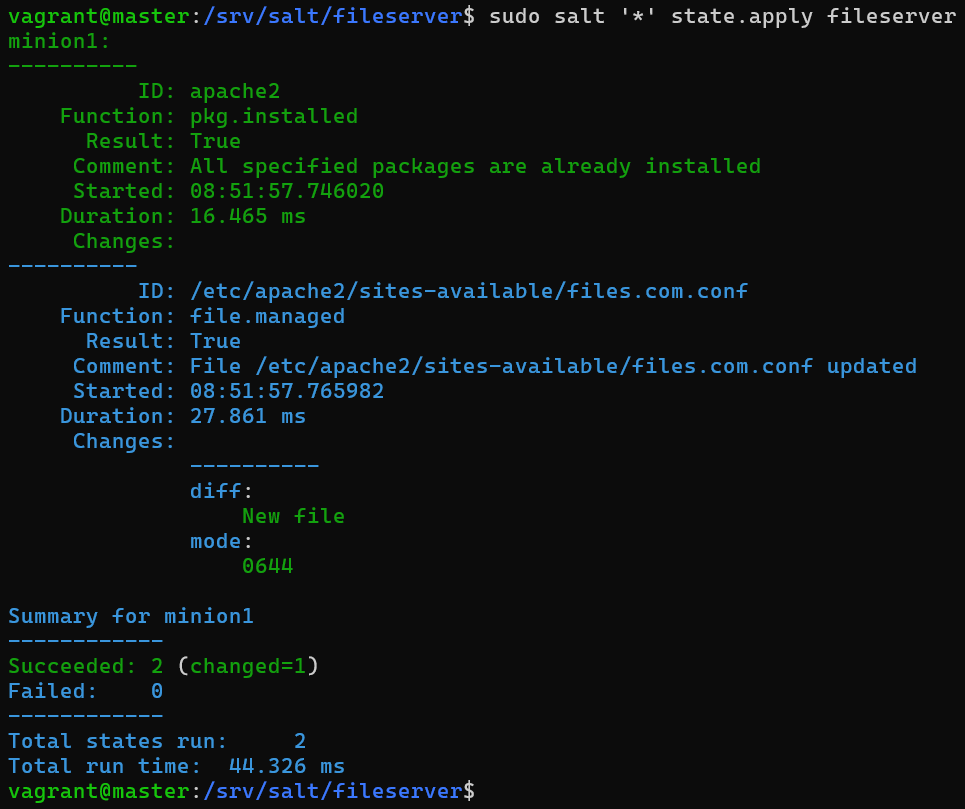 vagrant@master:/srv/salt/fileserver$ sudo salt '*' state.apply fileserver
minion1:
----------
          ID: apache2
    Function: pkg.installed
      Result: True
     Comment: All specified packages are already installed
     Started: 08:51:57.746020
    Duration: 16.465 ms
     Changes:
----------
          ID: /etc/apache2/sites-available/files.com.conf
    Function: file.managed
      Result: True
     Comment: File /etc/apache2/sites-available/files.com.conf updated
     Started: 08:51:57.765982
    Duration: 27.861 ms
     Changes:
              ----------
              diff:
                  New file
              mode:
                  0644

Summary for minion1
------------
Succeeded: 2 (changed=1)
Failed:    0
------------
Total states run:     2
Total run time:  44.326 ms
vagrant@master:/srv/salt/fileserver$